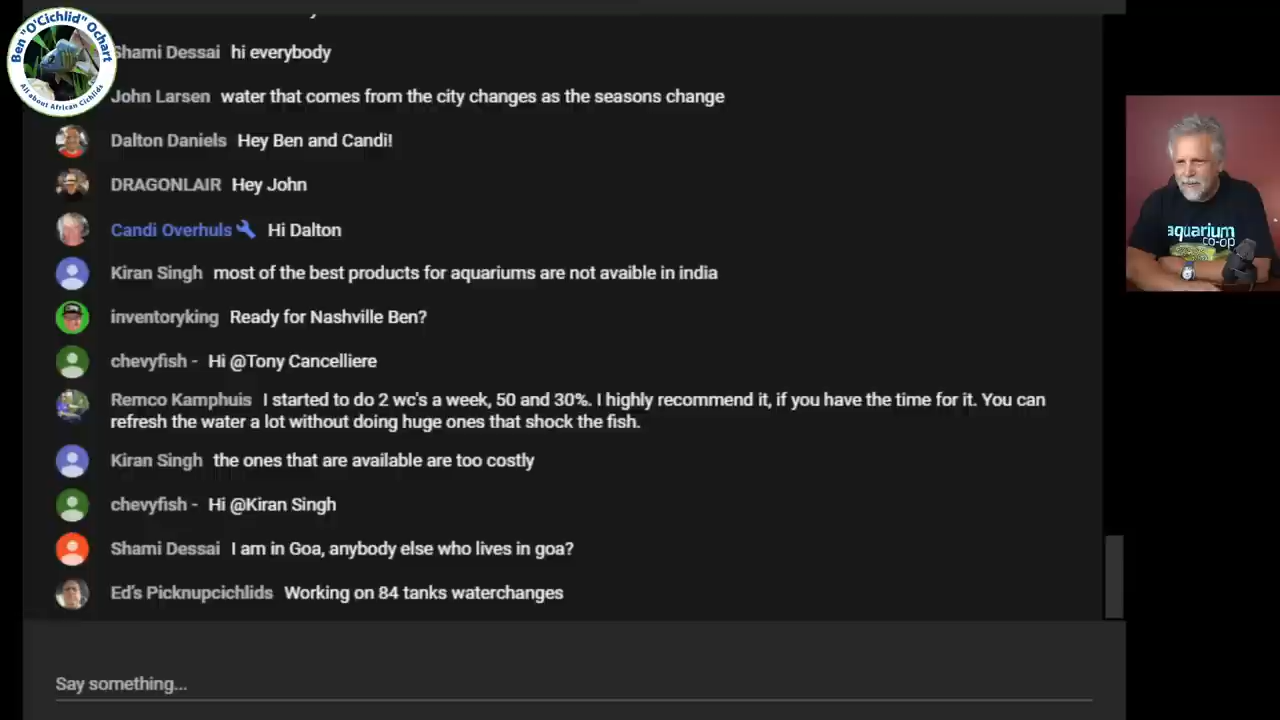 Ben "O'Cichlid" Ochart
All about African Cichlids
Shami Dessai hi everybody
John Larsen water that comes from the city changes as the seasons change
Dalton Daniels Hey Ben and Candi!
DRAGONLAIR Hey John
Candi Overhuls Hi Dalton
Kiran Singh most of the best products for aquariums are not avaible in india
inventoryking Ready for Nashville Ben?
chevyfish - Hi @Tony Cancelliere
Remco Kamphuis I started to do 2 wc's a week, 50 and 30%. I highly recommend it, if you have the time for it. You can
refresh the water a lot without doing huge ones that shock the fish.
Kiran Singh the ones that are available are too costly
chevyfish - Hi @Kiran Singh
Shami Dessai I am in Goa, anybody else who lives in goa?
Ed's Picknupcichlids Working on 84 tanks waterchanges
Say something...
aquarium
co-op